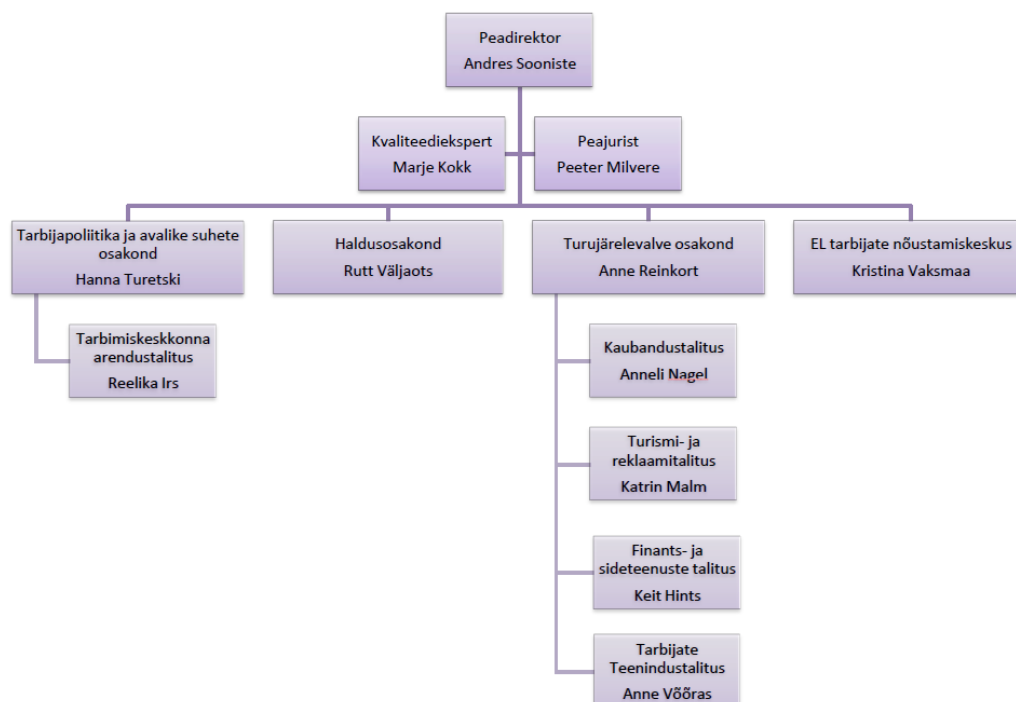 Peadirektor
Andres Sooniste
Kvaliteediekspert
Marje Kokk
Peajurist
Peeter Milvere
Tarbijapoliitika ja avalike suhete
osakond
Hanna Turetski
Haldusosakond
Rutt Väljaots
Turujärelevalve osakond
Anne Reinkort
EL tarbijate nõustamiskeskus
Kristina Vaksmaa
Tarbimiskeskkonna
arendustalitus
Reelika Irs
Kaubandustalitus
Anneli Nagel
Turismi- ja
reklaamitalitus
Katrin Malm
Finants- ja
sideteenuste talitus
Keit Hints
Tarbijate
Teenindustalitus
Anne Võõras